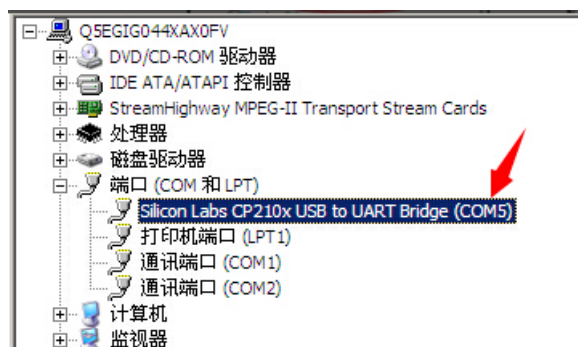 Q5EGIG044XAX0FV
DVD/CD-ROM 驱动器
IDE ATA/ATAPI 控制器
StreamHighway MPEG-II Transport Stream Cards
处理器
磁盘驱动器
端口 (COM 和 LPT)
Silicon Labs CP210x USB to UART Bridge (COM5)
打印机端口 (LPT1)
通讯端口 (COM1)
通讯端口 (COM2)
计算机
监视器